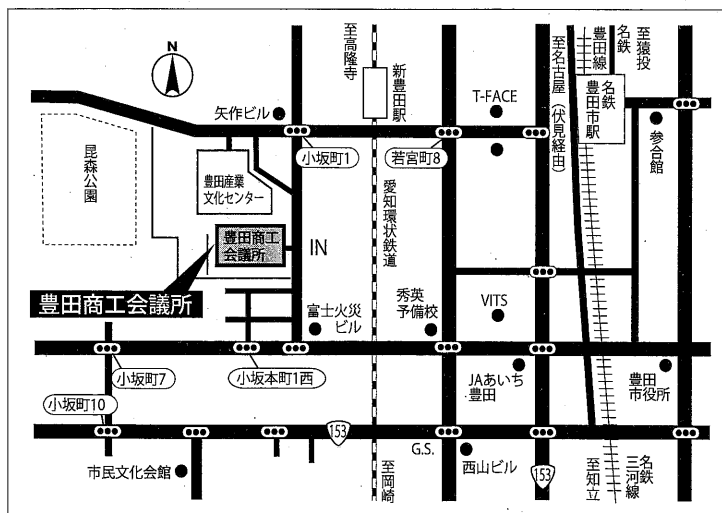 N
至高隆寺
新豊田駅
至名古屋（伏見経由）
名鉄
豊田線
至猿投
名鉄
豊田市駅
矢作ビル
T-FACE
参合館
小坂町1
若宮町8
昆森公園
豊田産業
文化センター
愛知環状鉄道
豊田商工
会議所
IN
豊田商工会議所
富士火災
ビル
秀英
予備校
VITS
小坂町7
小坂本町1西
JAあいち
豊田
豊田
市役所
小坂町10
153
市民文化会館
至岡崎
G.S.
西山ビル
153
至知立
名鉄
三河線